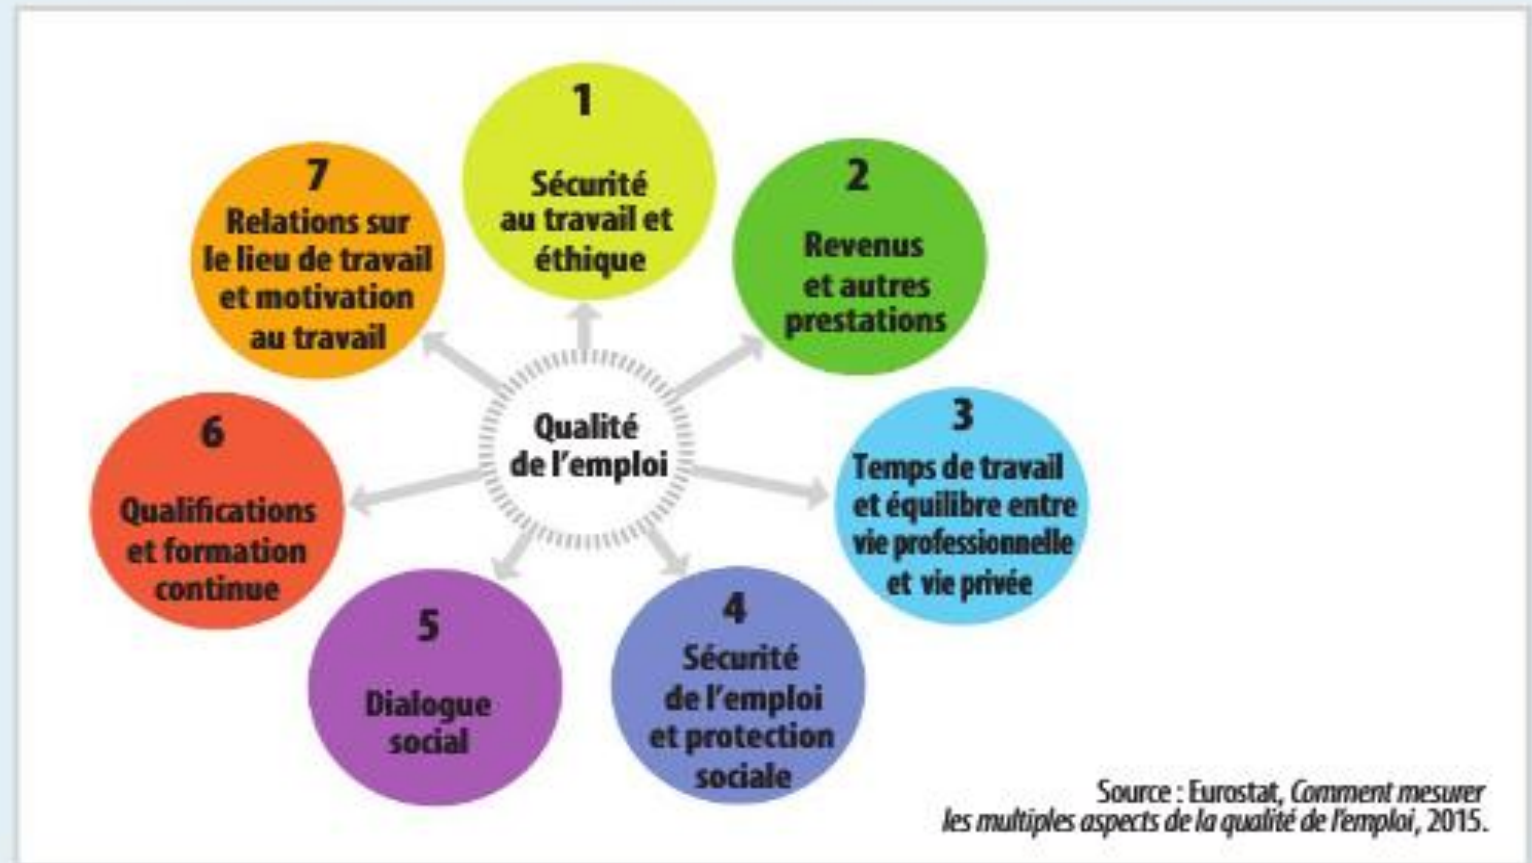 1
Sécurité
au travail et
éthique
2
Revenus
et autres
prestations
3
Temps de travail
et équilibre entre
vie professionnelle
et vie privée
4
Sécurité
de l'emploi
et protection
sociale
5
Dialogue
social
6
Qualifications
et formation
continue
7
Relations sur
le lieu de travail
et motivation
au travail
Qualité
de l'emploi
Source : Eurostat, Comment mesurer
les multiples aspects de la qualité de l'emploi, 2015.